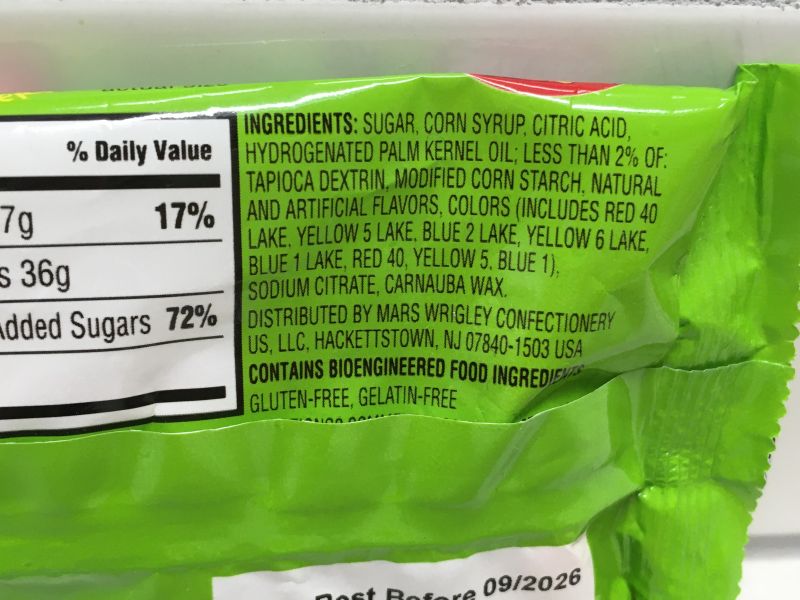 % Daily Value
7g 17%
s 36g
Added Sugars 72%
INGREDIENTS: SUGAR, CORN SYRUP, CITRIC ACID,
HYDROGENATED PALM KERNEL OIL; LESS THAN 2% OF:
TAPIOCA DEXTRIN, MODIFIED CORN STARCH, NATURAL
AND ARTIFICIAL FLAVORS, COLORS (INCLUDES RED 40
LAKE, YELLOW 5 LAKE, BLUE 2 LAKE, YELLOW 6 LAKE,
BLUE 1 LAKE, RED 40, YELLOW 5, BLUE 1),
SODIUM CITRATE, CARNAUBA WAX.
DISTRIBUTED BY MARS WRIGLEY CONFECTIONERY
US, LLC, HACKETTSTOWN, NJ 07840-1503 USA
CONTAINS BIOENGINEERED FOOD INGREDIENTS
GLUTEN-FREE, GELATIN-FREE
Best Before 09/2026